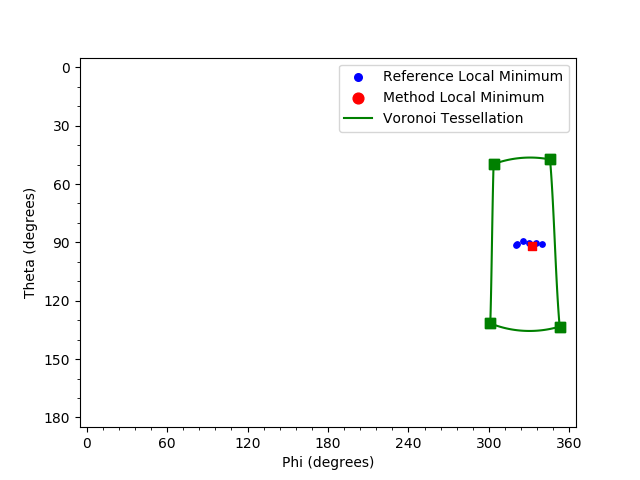 Reference Local Minimum
Method Local Minimum
Voronoi Tessellation
0
30
60
90
120
150
180
Theta (degrees)
0 60 120 180 240 300 360
Phi (degrees)